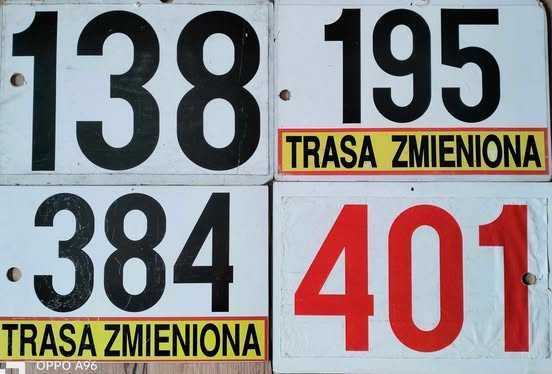 138
195
TRASA ZMIENIONA
384
TRASA ZMIENIONA
401
OPPO A96